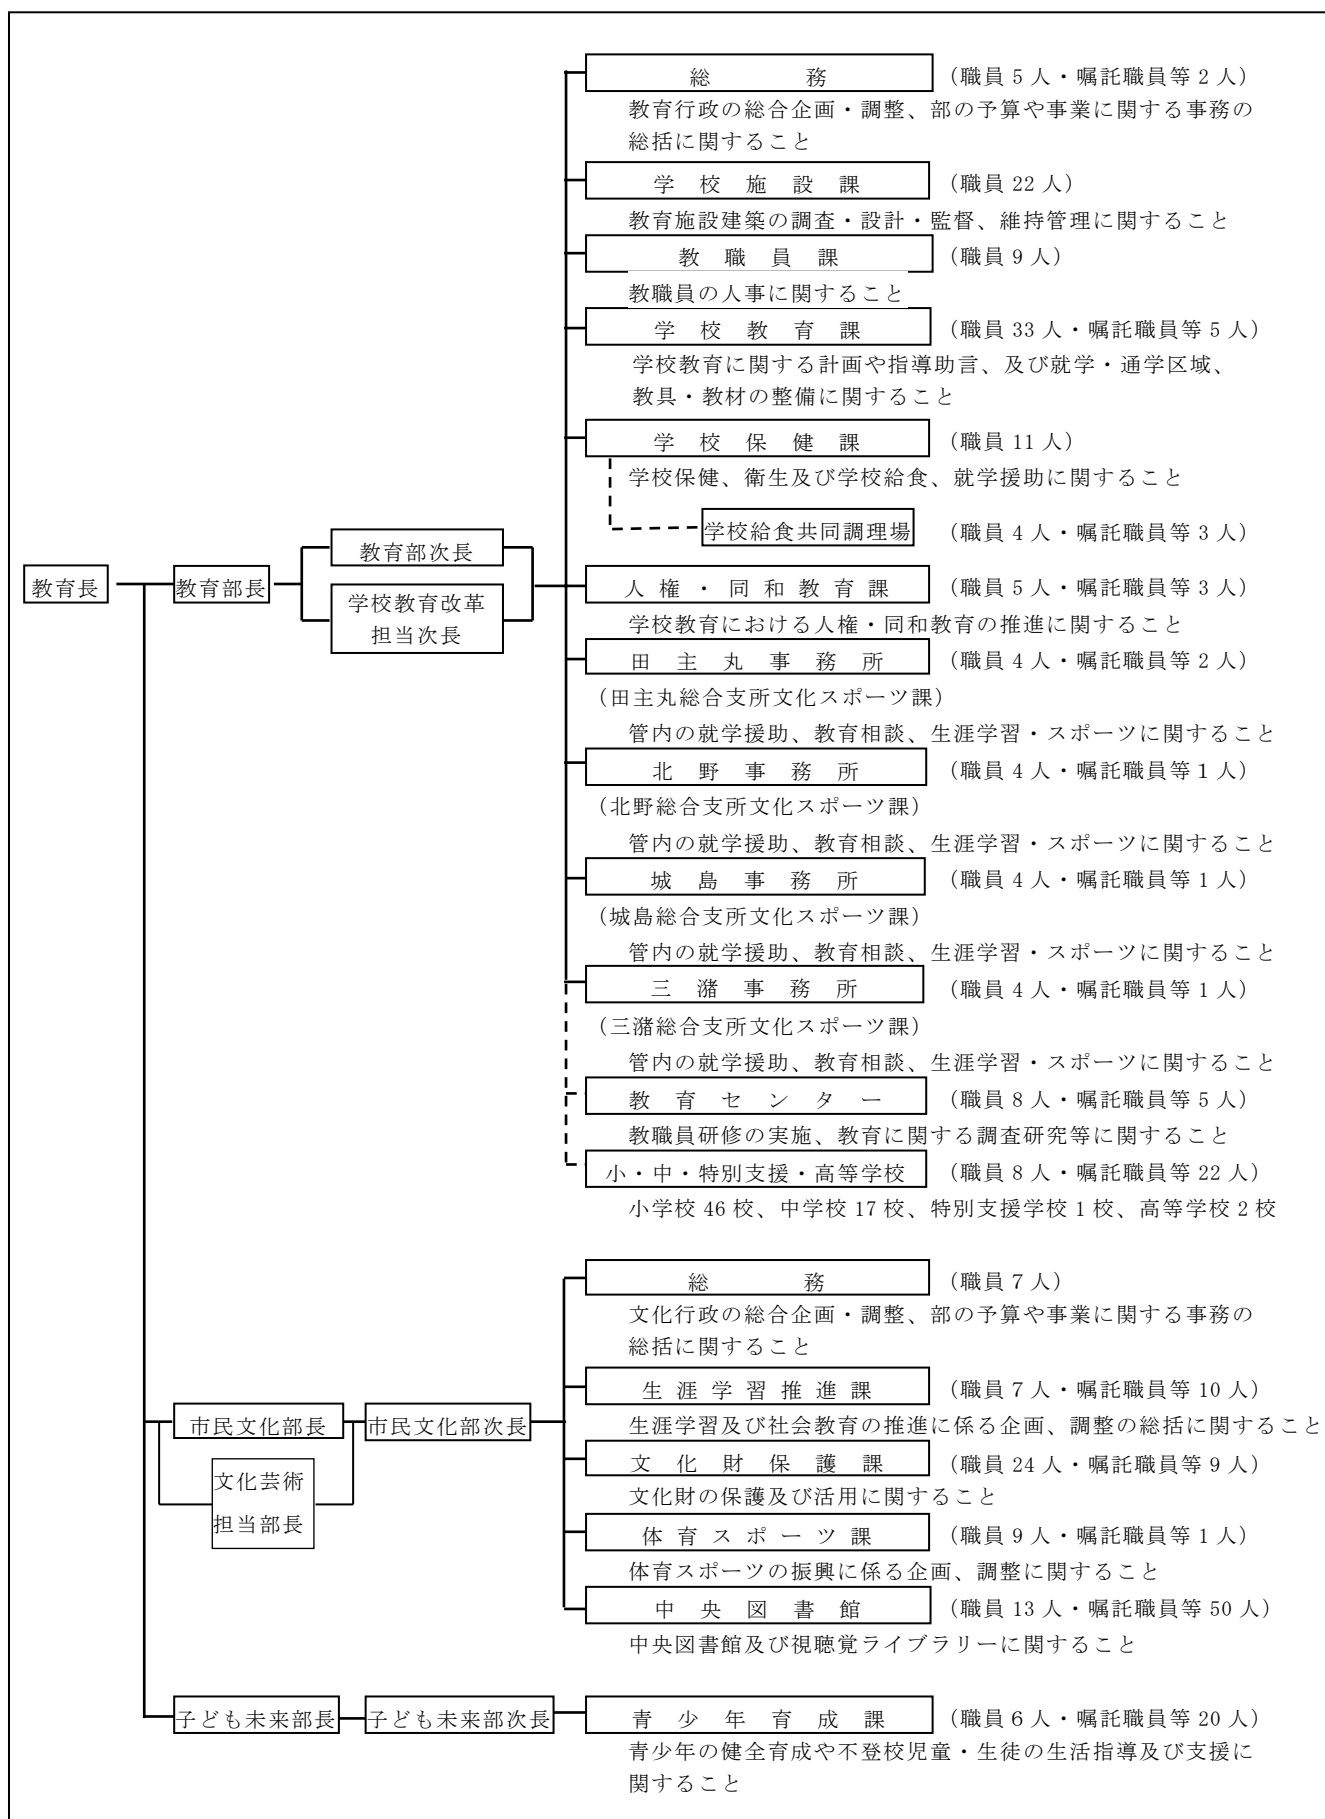 総務 (職員 5 人・嘱託職員等 2 人)
教育行政の総合企画・調整、部の予算や事業に関する事務の
総括に関すること
学校施設課 (職員 22 人)
教育施設建築の調査・設計・監督、維持管理に関すること
教職員課 (職員 9 人)
教職員の人事に関すること
学校教育課 (職員 33 人・嘱託職員等 5 人)
学校教育に関する計画や指導助言、及び就学・通学区域、
教具・教材の整備に関すること
学校保健課 (職員 11 人)
学校保健、衛生及び学校給食、就学援助に関すること
学校給食共同調理場 (職員 4 人・嘱託職員等 3 人)
教育長
教育部長
教育部次長
学校教育改革
担当次長
人権・同和教育課 (職員 5 人・嘱託職員等 3 人)
学校教育における人権・同和教育の推進に関すること
田主丸事務所 (職員 4 人・嘱託職員等 2 人)
(田主丸総合支所文化スポーツ課)
管内の就学援助、教育相談、生涯学習・スポーツに関すること
北野事務所 (職員 4 人・嘱託職員等 1 人)
(北野総合支所文化スポーツ課)
管内の就学援助、教育相談、生涯学習・スポーツに関すること
城島事務所 (職員 4 人・嘱託職員等 1 人)
(城島総合支所文化スポーツ課)
管内の就学援助、教育相談、生涯学習・スポーツに関すること
三潴事務所 (職員 4 人・嘱託職員等 1 人)
(三潴総合支所文化スポーツ課)
管内の就学援助、教育相談、生涯学習・スポーツに関すること
教育センター (職員 8 人・嘱託職員等 5 人)
教職員研修の実施、教育に関する調査研究等に関すること
小・中・特別支援・高等学校 (職員 8 人・嘱託職員等 22 人)
小学校 46 校、中学校 17 校、特別支援学校 1 校、高等学校 2 校
総務 (職員 7 人)
文化行政の総合企画・調整、部の予算や事業に関する事務の
総括に関すること
生涯学習推進課 (職員 7 人・嘱託職員等 10 人)
市民文化部長
市民文化部次長
生涯学習及び社会教育の推進に係る企画、調整の総括に関すること
文化芸術
担当部長
文化財保護課 (職員 24 人・嘱託職員等 9 人)
文化財の保護及び活用に関すること
体育スポーツ課 (職員 9 人・嘱託職員等 1 人)
体育スポーツの振興に係る企画、調整に関すること
中央図書館 (職員 13 人・嘱託職員等 50 人)
中央図書館及び視聴覚ライブラリーに関すること
子ども未来部長
子ども未来部次長
青少年育成課 (職員 6 人・嘱託職員等 20 人)
青少年の健全育成や不登校児童・生徒の生活指導及び支援に
関すること